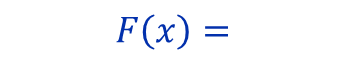 F(x) =